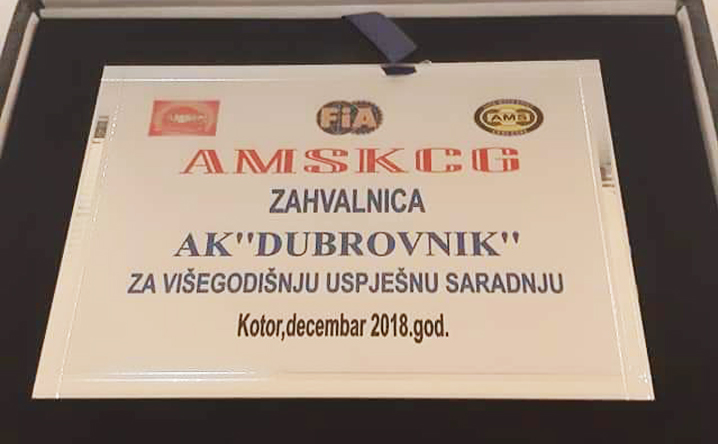 FiA
AMS
AMSKCG
ZAHVALNICA
AK"DUBROVNIK"
ZA VIŠEGODIŠNJU USPJEŠNU SARADNJU
Kotor,decembar 2018.god.